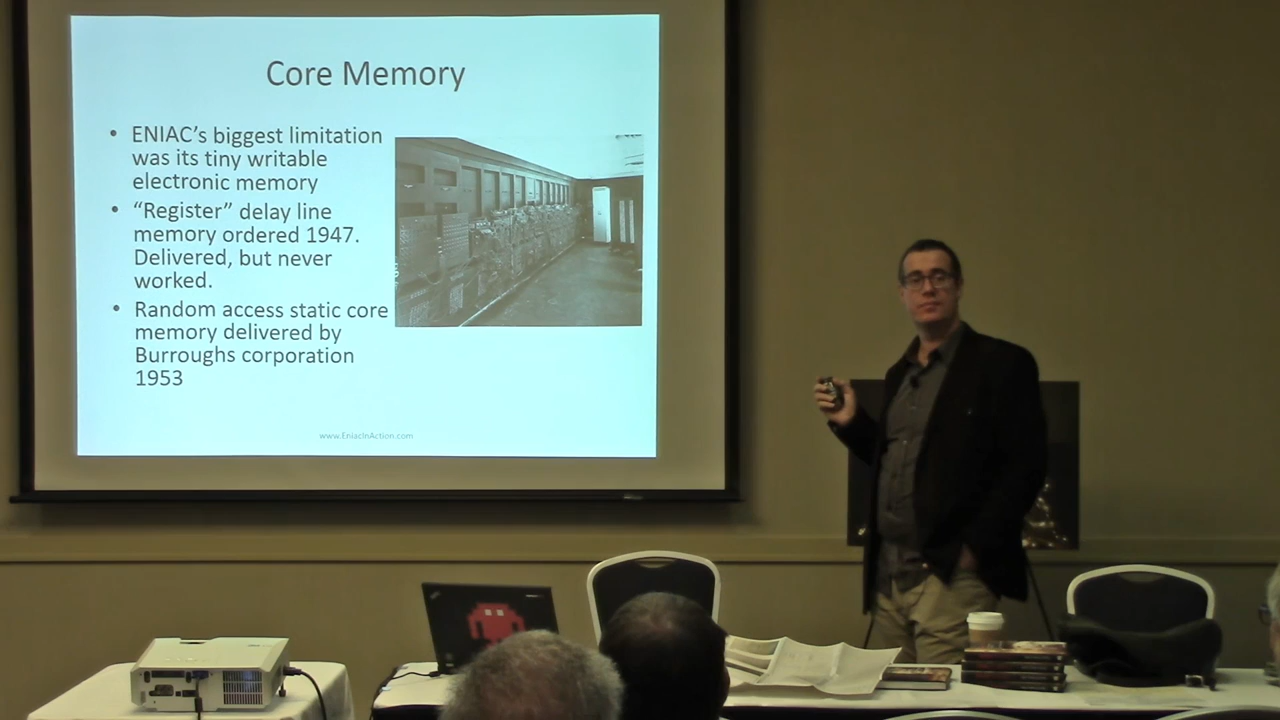 Core Memory
• ENIAC's biggest limitation
was its tiny writable
electronic memory
• “Register” delay line
memory ordered 1947.
Delivered, but never
worked.
• Random access static core
memory delivered by
Burroughs corporation
1953
www.EniacInAction.com